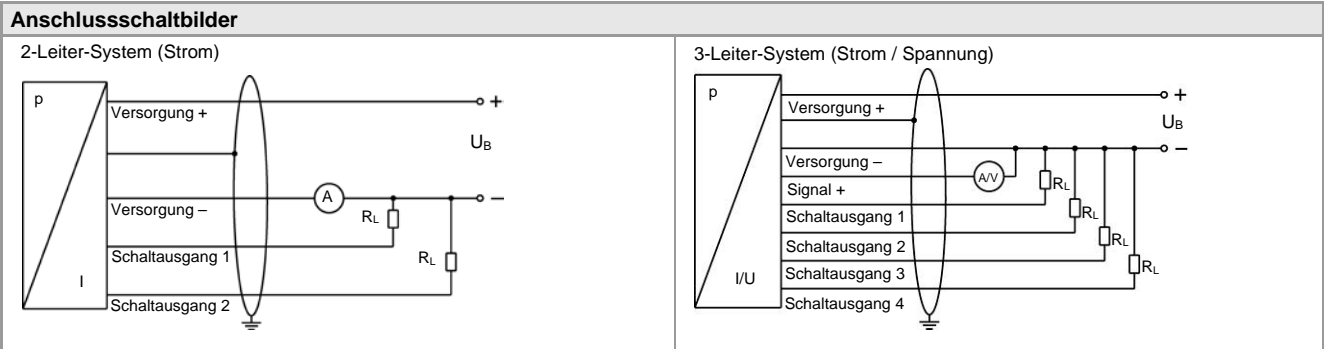 Anschlussschaltbilder
2-Leiter-System (Strom)
p
Versorgung +
+
UB
A
–
Versorgung –
RL
Schaltausgang 1
RL
I
Schaltausgang 2
3-Leiter-System (Strom / Spannung)
p
+
Versorgung +
UB
–
Versorgung –
A/V
Signal +
RL
Schaltausgang 1
RL
Schaltausgang 2
RL
Schaltausgang 3
RL
I/U
Schaltausgang 4